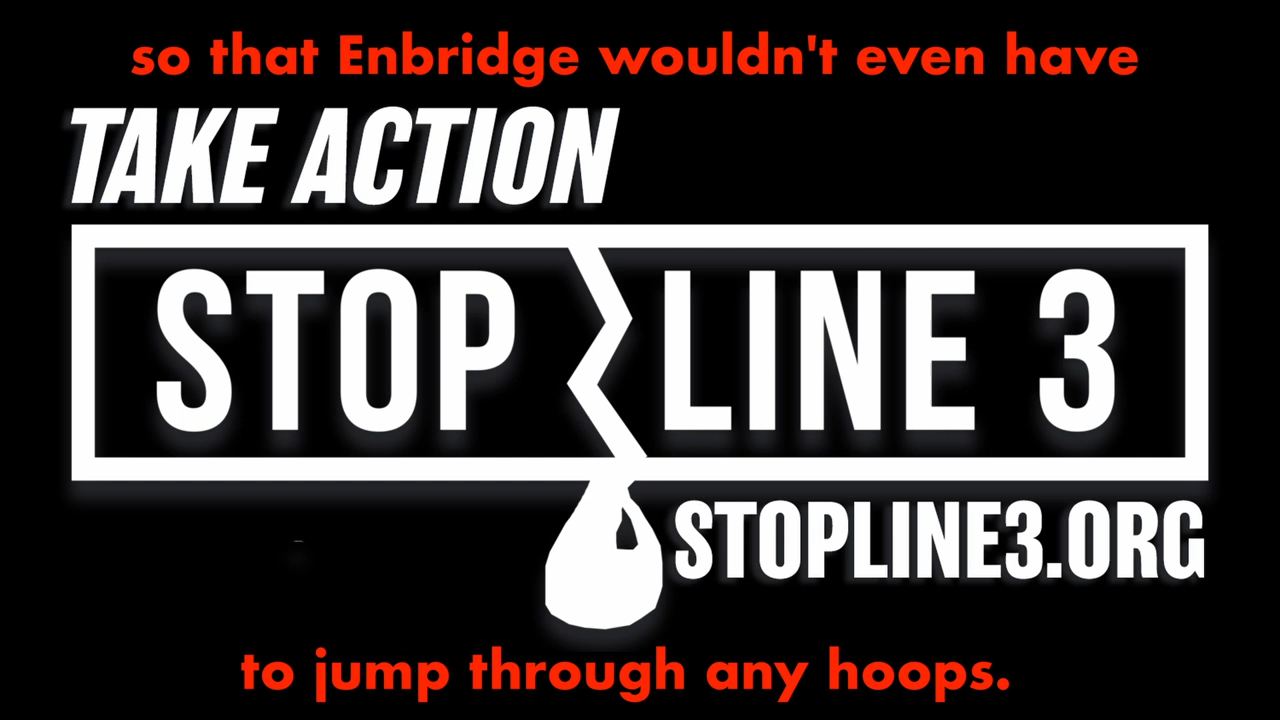 so that Enbridge wouldn't even have
TAKE ACTION
STOP LINE 3
STOPLINE3.ORG
to jump through any hoops.